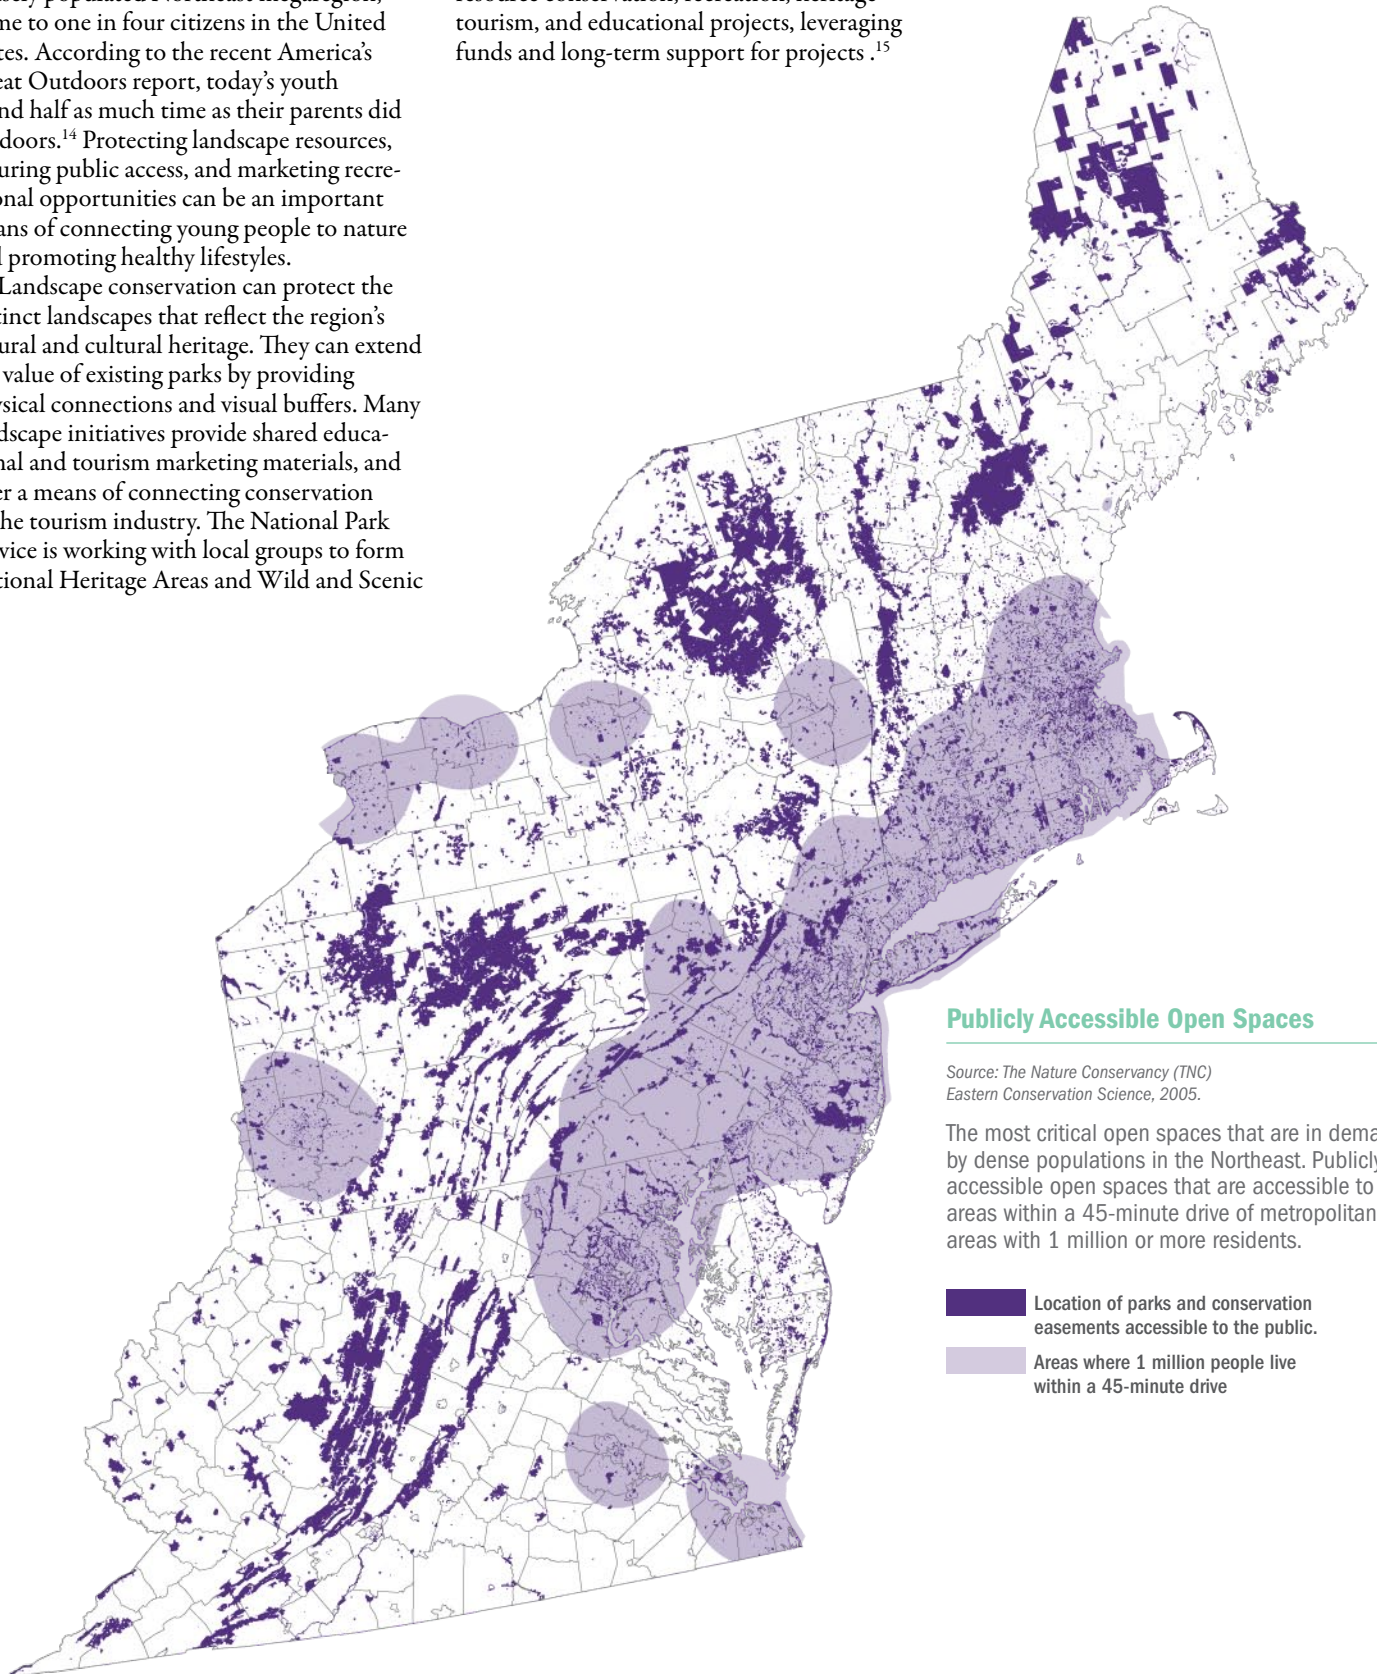 me to one in four citizens in the United
tes. According to the recent America's
eat Outdoors report, today's youth
nd half as much time as their parents did
doors.14 Protecting landscape resources,
uring public access, and marketing recre-
onal opportunities can be an important
ans of connecting young people to nature
l promoting healthy lifestyles.
Landscape conservation can protect the
tinct landscapes that reflect the region's
ural and cultural heritage. They can extend
value of existing parks by providing
ysical connections and visual buffers. Many
dscape initiatives provide shared educa-
nal and tourism marketing materials, and
er a means of connecting conservation
he tourism industry. The National Park
vice is working with local groups to form
tional Heritage Areas and Wild and Scenic
tourism, and educational projects, leveraging
funds and long-term support for projects .15
Publicly Accessible Open Spaces
Source: The Nature Conservancy (TNC)
Eastern Conservation Science, 2005.
The most critical open spaces that are in dema
by dense populations in the Northeast. Publicly
accessible open spaces that are accessible to
areas within a 45-minute drive of metropolitan
areas with 1 million or more residents.
Location of parks and conservation
easements accessible to the public.
Areas where 1 million people live
within a 45-minute drive